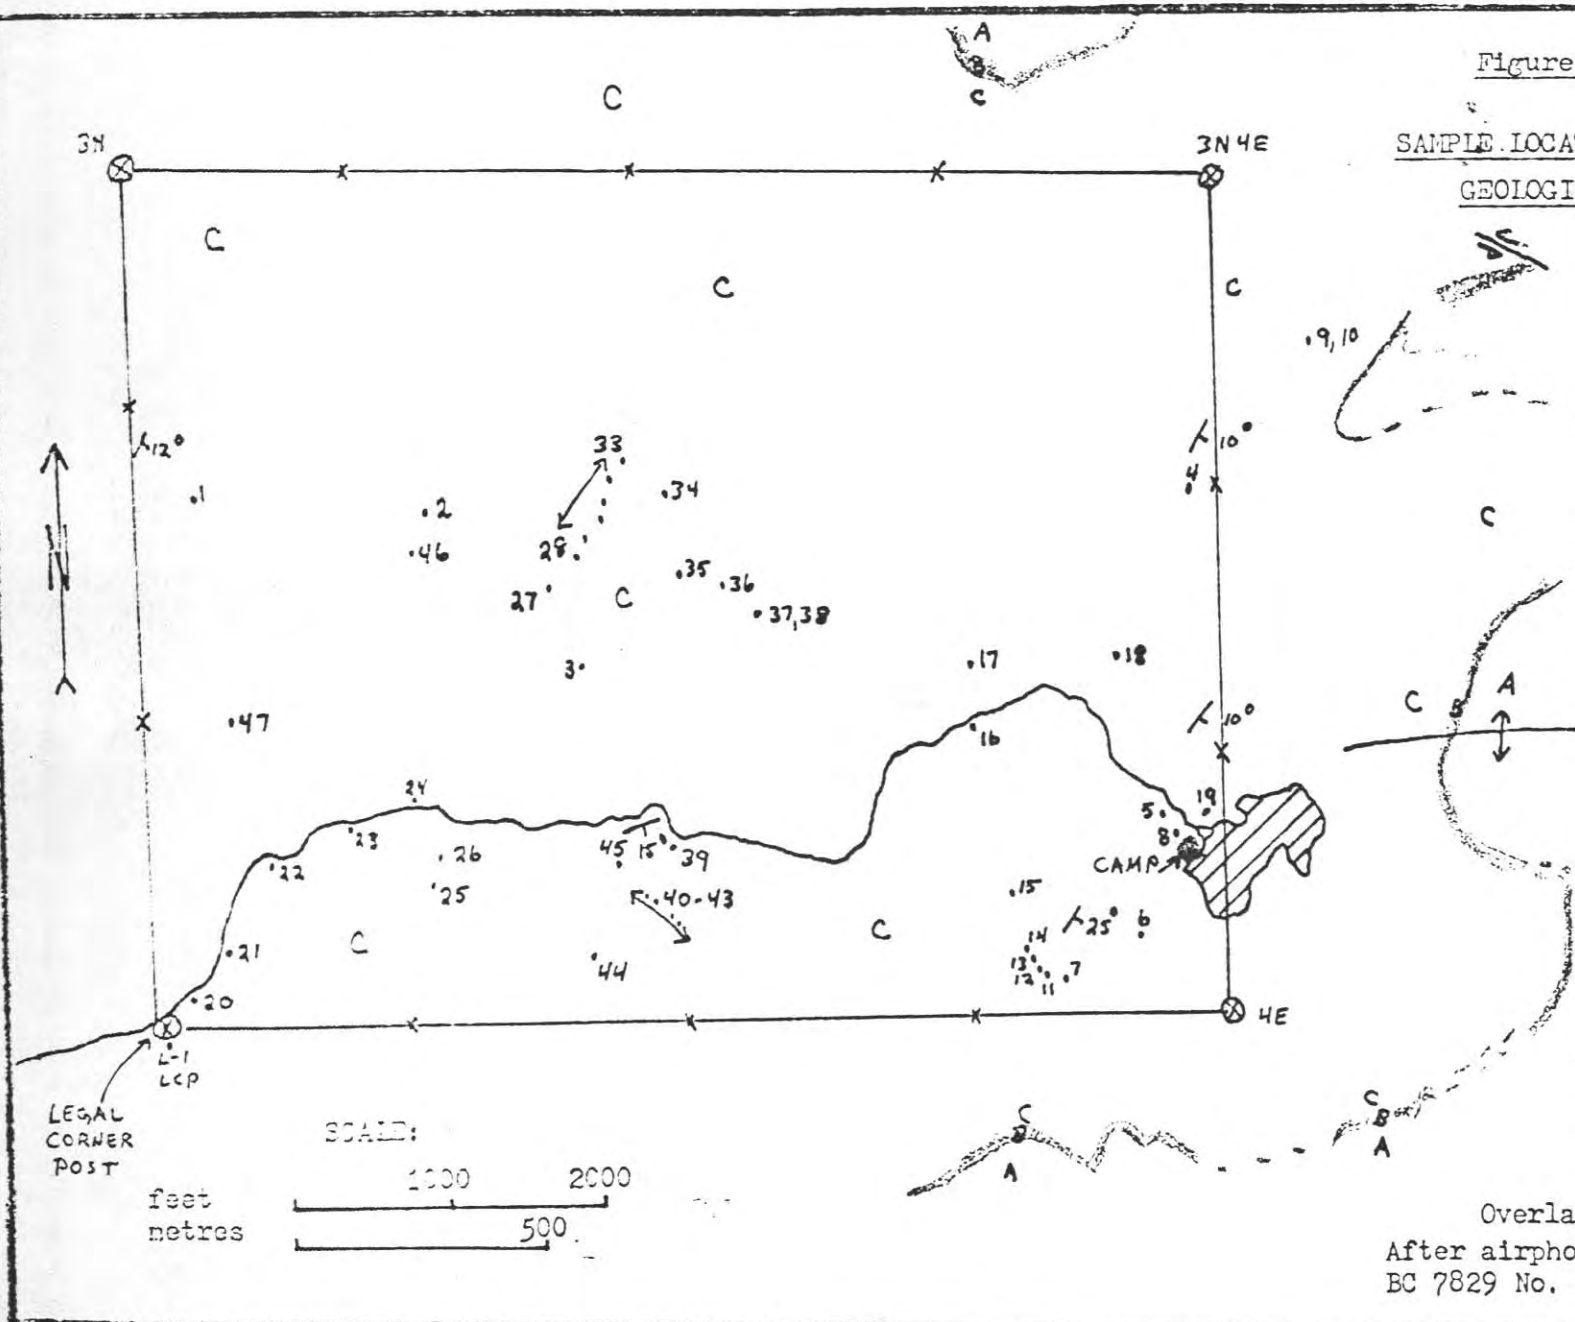 A
B
C
Figure
C
3N
3N4E
SAMPLE LOCA
GEOLOGI
C
C
C
.9,10
12°
33
10°
.1
.2
.34
4
C
.46
28
27
C
.35
.36
.37,38
3.
.17
.18
C
B
A
.47
10°
16
24
5
19
23
8
22
26
45
15
39
CAMP
25
.40-43
15
25°
6
C
C
14
21
44
13
12
11
7
20
4E
L-1
LCP
LEGAL
CORNER
POST
SCALE:
1000 2000
feet
metres
500
C
B
A
C
B
A
Overla
After airpho
BC 7829 No.